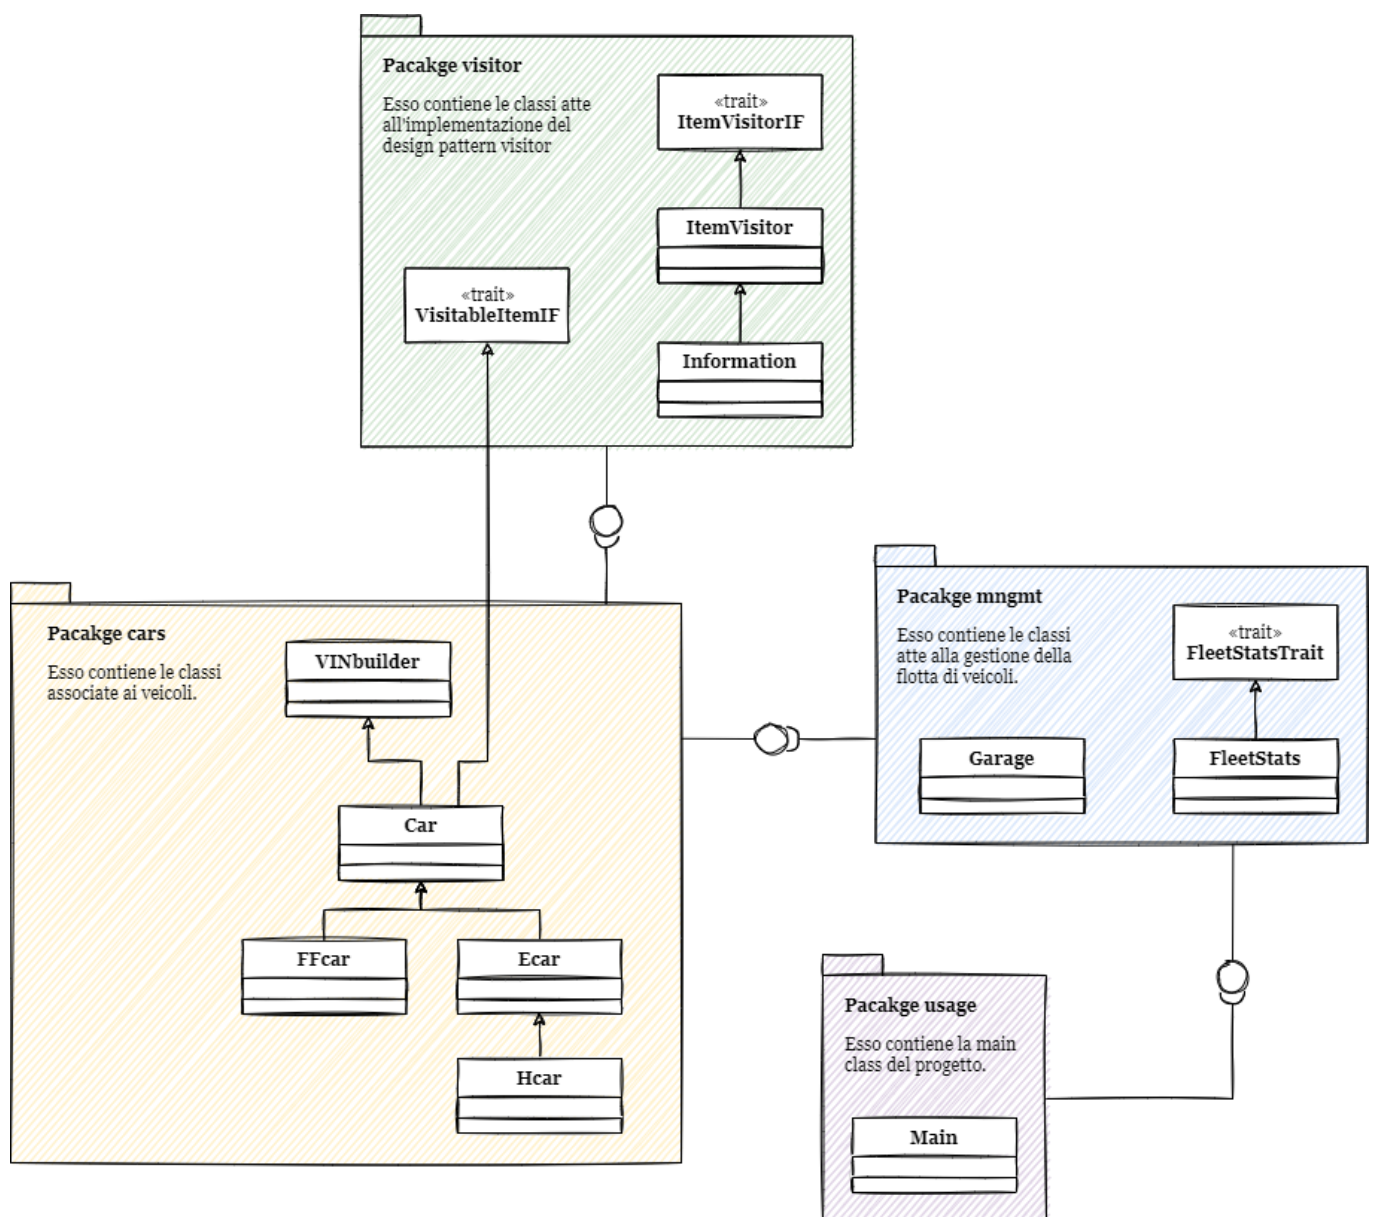 Pacakge visitor
Esso contiene le classi atte
all'implementazione del
design pattern visitor
«trait»
ItemVisitorIF
ItemVisitor
«trait»
VisitableItemIF
Information
Pacakge cars
Esso contiene le classi
associate ai veicoli.
VINbuilder
Car
FFcar
Ecar
Hcar
Pacakge mngmt
Esso contiene le classi
atte alla gestione della
flotta di veicoli.
«trait»
FleetStatsTrait
Garage
FleetStats
Pacakge usage
Esso contiene la main
class del progetto.
Main